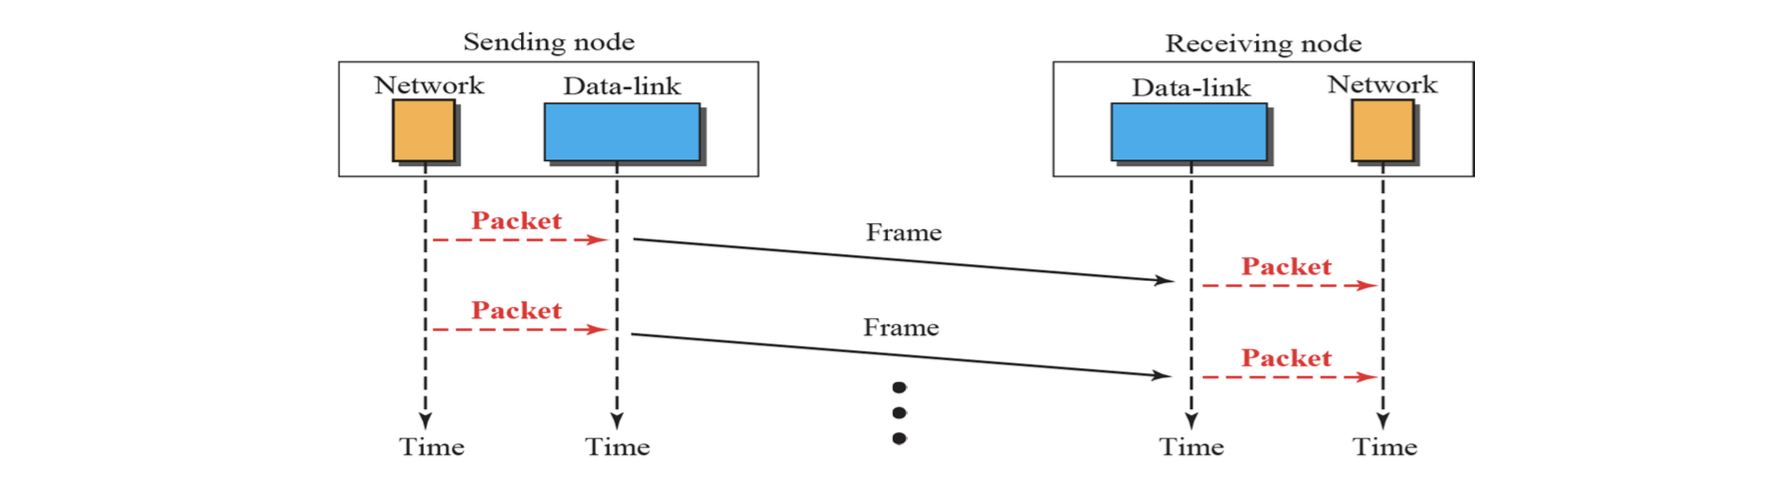 Sending node
Receiving node
Network
Data-link
Data-link
Network
Packet
Frame
Packet
Packet
Frame
Packet
Time
Time
Time
Time